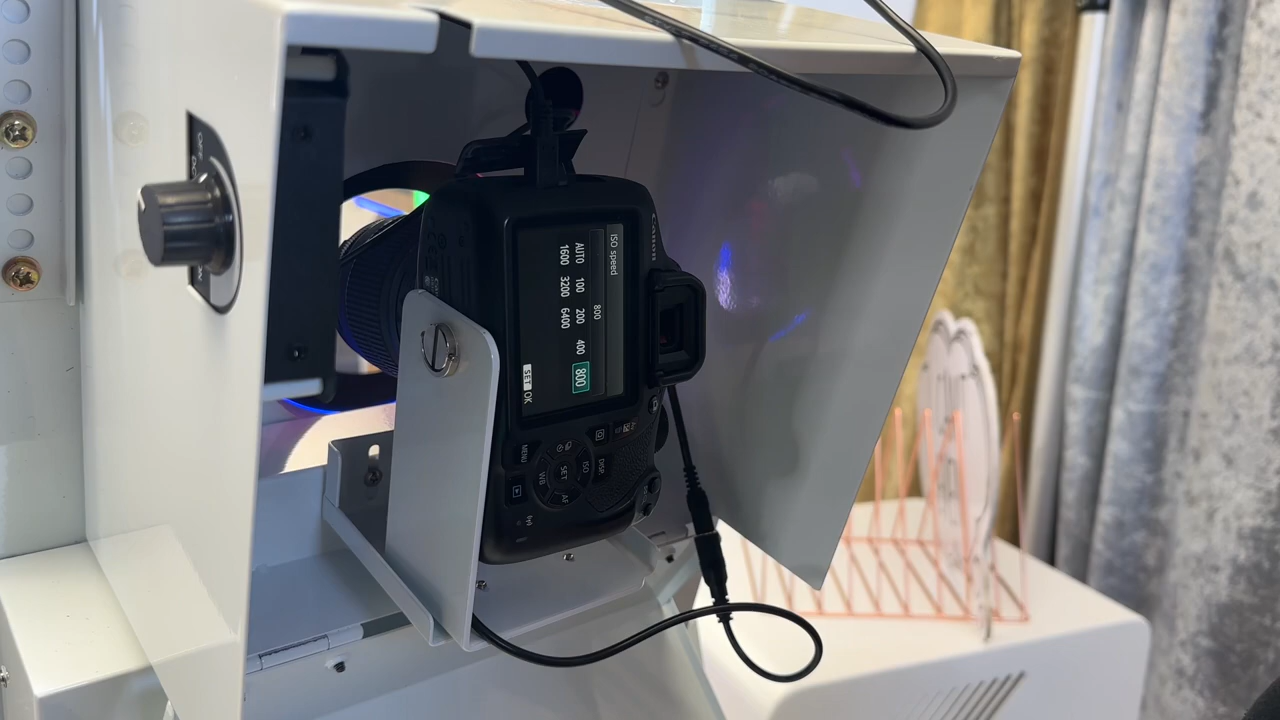 Canon
ISO speed
800
AUTO 100 200 400 800
1600 3200 6400
SET OK
MENU
DISP.
ISO
WB SET AF
OFF